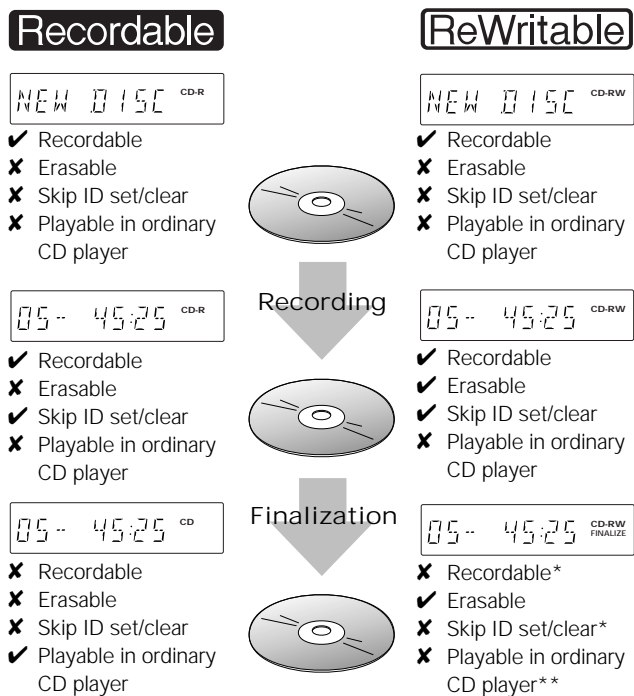 Recordable
ReWritable
NEW DISC CD-R
✔ Recordable
✘ Erasable
✘ Skip ID set/clear
✘ Playable in ordinary
CD player
NEW DISC CD-RW
✔ Recordable
✘ Erasable
✘ Skip ID set/clear
✘ Playable in ordinary
CD player
Recording
05-- 45:25 CD-R
✔ Recordable
✘ Erasable
✔ Skip ID set/clear
✘ Playable in ordinary
CD player
05-- 45:25 CD-RW
✔ Recordable
✔ Erasable
✔ Skip ID set/clear
✘ Playable in ordinary
CD player
Finalization
05-- 45:25 CD
✘ Recordable
✘ Erasable
✘ Skip ID set/clear
✔ Playable in ordinary
CD player
05-- 45:25 CD-RW
FINALIZE
✘ Recordable*
✔ Erasable
✘ Skip ID set/clear*
✘ Playable in ordinary
CD player**